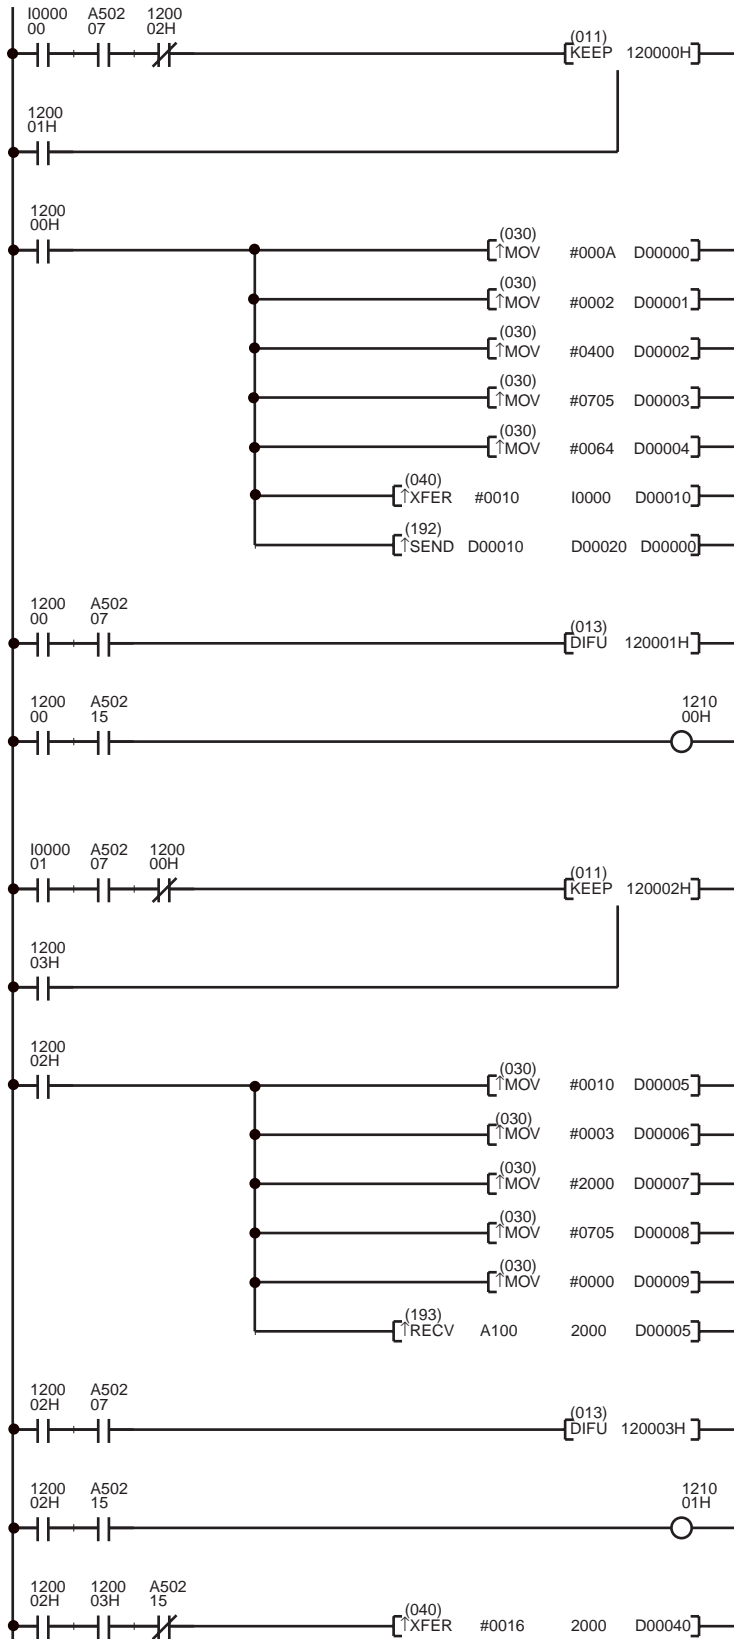 I0000 A502 1200
00 07 02H
(011)
KEEP 120000H
1200
01H
1200
00H
(030)
↑MOV #000A D00000
(030)
↑MOV #0002 D00001
(030)
↑MOV #0400 D00002
(030)
↑MOV #0705 D00003
(030)
↑MOV #0064 D00004
(040)
↑XFER #0010 I0000 D00010
(192)
↑SEND D00010 D00020 D00000
1200 A502
00 07
(013)
DIFU 120001H
1200 A502
00 15
1210
00H
I0000 A502 1200
01 07 00H
(011)
KEEP 120002H
1200
03H
1200
02H
(030)
↑MOV #0010 D00005
(030)
↑MOV #0003 D00006
(030)
↑MOV #2000 D00007
(030)
↑MOV #0705 D00008
(030)
↑MOV #0000 D00009
(193)
↑RECV A100 2000 D00005
1200 A502
02H 07
(013)
DIFU 120003H
1200 A502
02H 15
1210
01H
1200 1200 A502
02H 03H 15
(040)
↑XFER #0016 2000 D00040